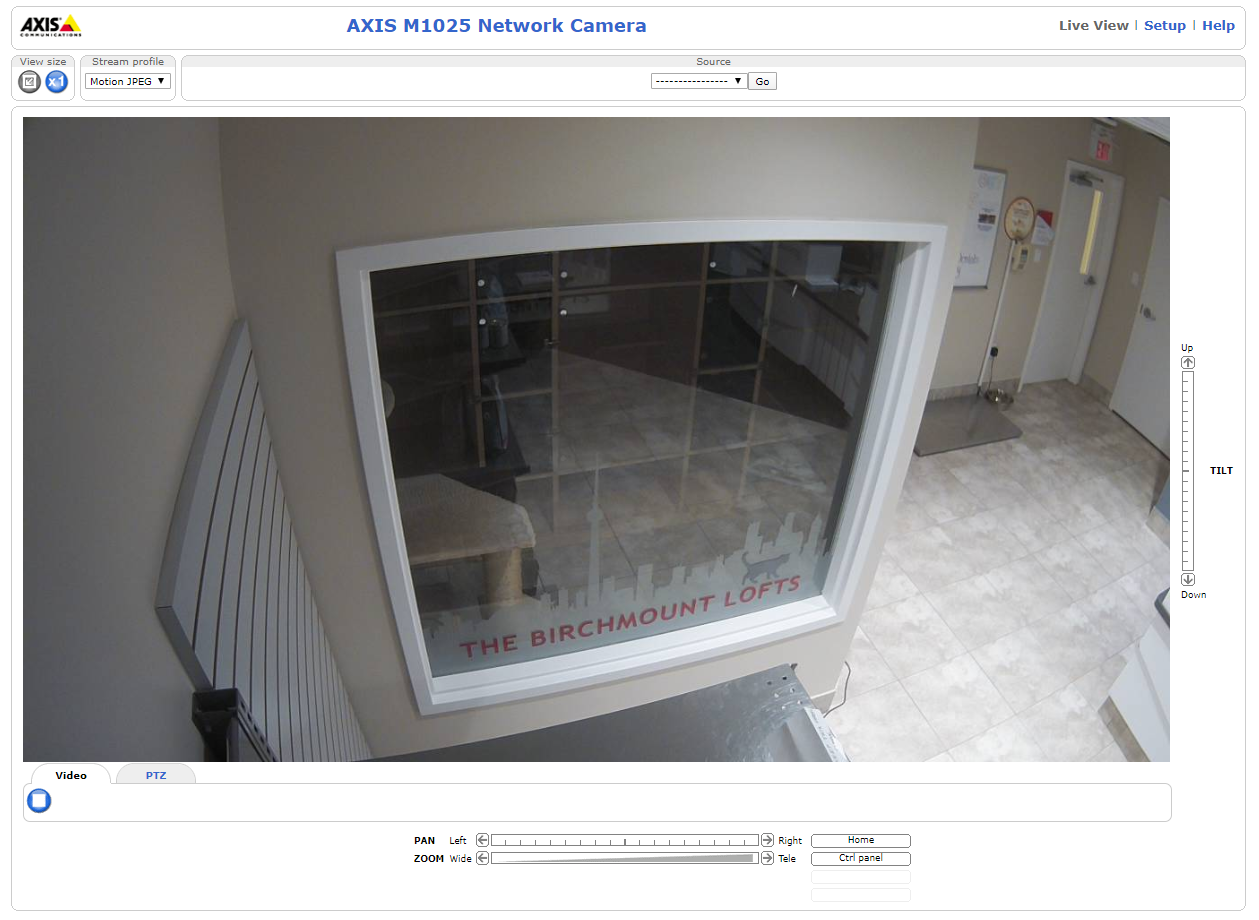 AXIS
COMMUNICATIONS
AXIS M1025 Network Camera
Live View | Setup | Help
View size
Stream profile
Source
x1
Motion JPEG
----------------
Go
EXIT
THE BIRCHMOUNT LOFTS
Up
TILT
Down
Video
PTZ
PAN Left Right Home
ZOOM Wide Tele Ctrl panel